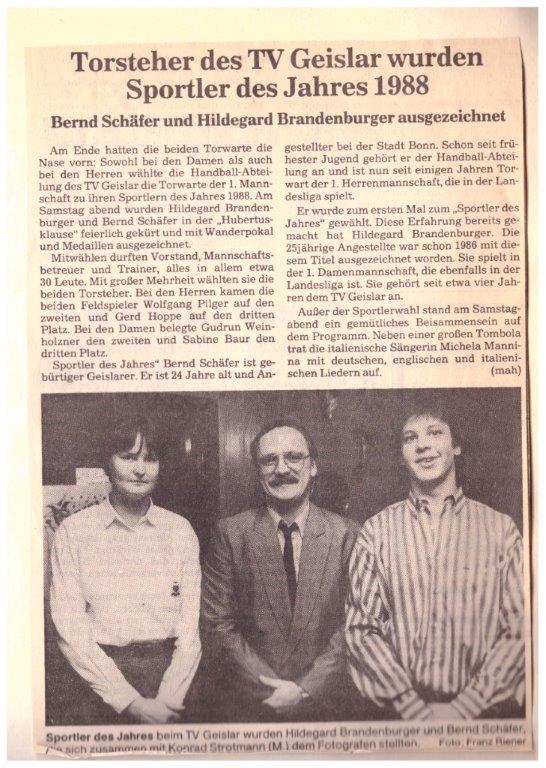 Torsteher des TV Geislar wurden
Sportler des Jahres 1988
Bernd Schäfer und Hildegard Brandenburger ausgezeichnet
Am Ende hatten die beiden Torwarte die
Nase vorn: Sowohl bei den Damen als auch
bei den Herren wählte die Handball-Abtei-
lung des TV Geislar die Torwarte der 1. Mann-
schaft zu ihren Sportlern des Jahres 1988. Am
Samstag abend wurden Hildegard Branden-
burger und Bernd Schäfer in der „Hubertus-
klause" feierlich gekürt und mit Wanderpokal
und Medaillen ausgezeichnet.
Mitwählen durften Vorstand, Mannschafts-
betreuer und Trainer, alles in allem etwa
30 Leute. Mit großer Mehrheit wählten sie die
beiden Torsteher. Bei den Herren kamen die
beiden Feldspieler Wolfgang Pilger auf den
zweiten und Gerd Hoppe auf den dritten
Platz. Bei den Damen belegte Gudrun Wein-
holzner den zweiten und Sabine Baur den
dritten Platz.
Sportler des Jahres" Bernd Schäfer ist ge-
bürtiger Geislarer. Er ist 24 Jahre alt und An-
gestellter bei der Stadt Bonn. Schon seit frü-
hester Jugend gehört er der Handball-Abtei-
lung an und ist nun seit einigen Jahren Tor-
wart der 1. Herrenmannschaft, die in der Lan-
desliga spielt.
Er wurde zum ersten Mal zum „Sportler des
Jahres" gewählt. Diese Erfahrung bereits ge-
macht hat Hildegard Brandenburger. Die
25jährige Angestellte war schon 1986 mit die-
sem Titel ausgezeichnet worden. Sie spielt in
der 1. Damenmannschaft, die ebenfalls in der
Landesliga ist. Sie gehört seit etwa vier Jah-
ren dem TV Geislar an.
Außer der Sportlerwahl stand am Samstag-
abend ein gemütliches Beisammensein auf
dem Programm. Neben einer großen Tombola
trat die italienische Sängerin Michela Manni-
na mit deutschen, englischen und italieni-
schen Liedern auf. (mah)
Sportler des Jahres beim TV Geislar wurden Hildegard Brandenburger und Bernd Schäfer,
die sich zusammen mit Konrad Strotmann (M.) dem Fotografen stellten. Foto: Franz Riener